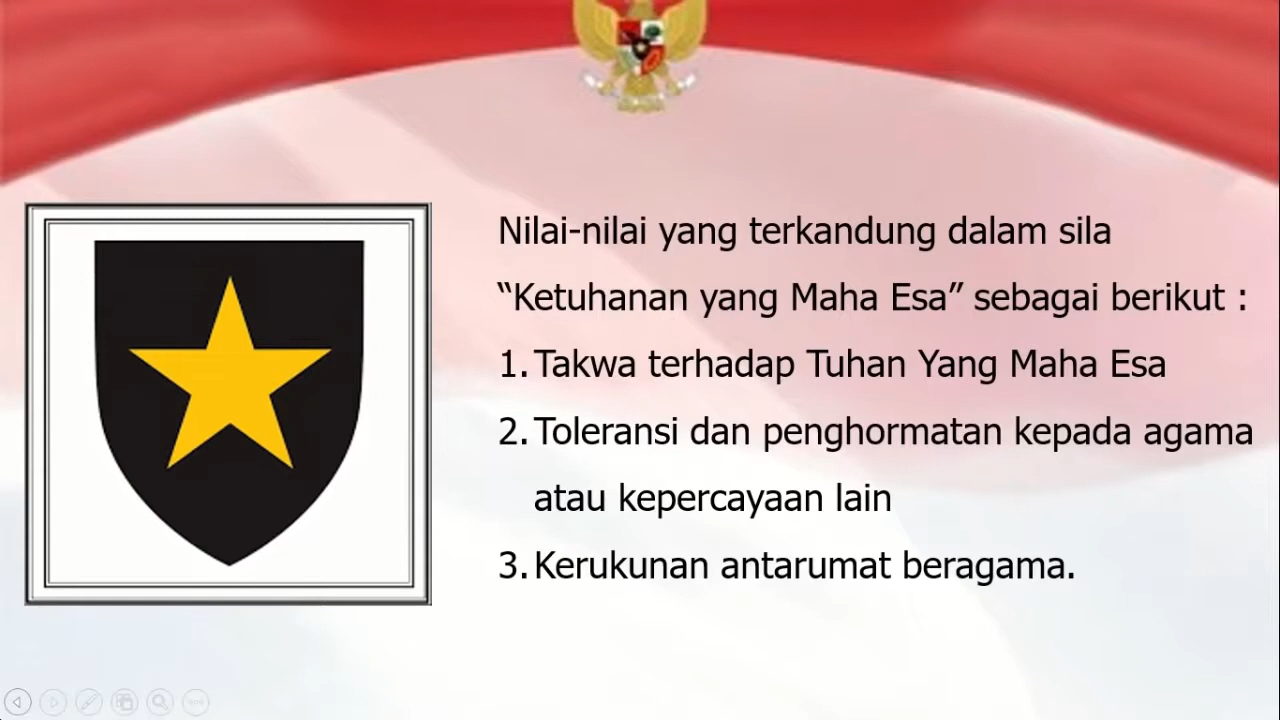 Nilai-nilai yang terkandung dalam sila
“Ketuhanan yang Maha Esa” sebagai berikut :
1. Takwa terhadap Tuhan Yang Maha Esa
2. Toleransi dan penghormatan kepada agama
atau kepercayaan lain
3. Kerukunan antarumat beragama.